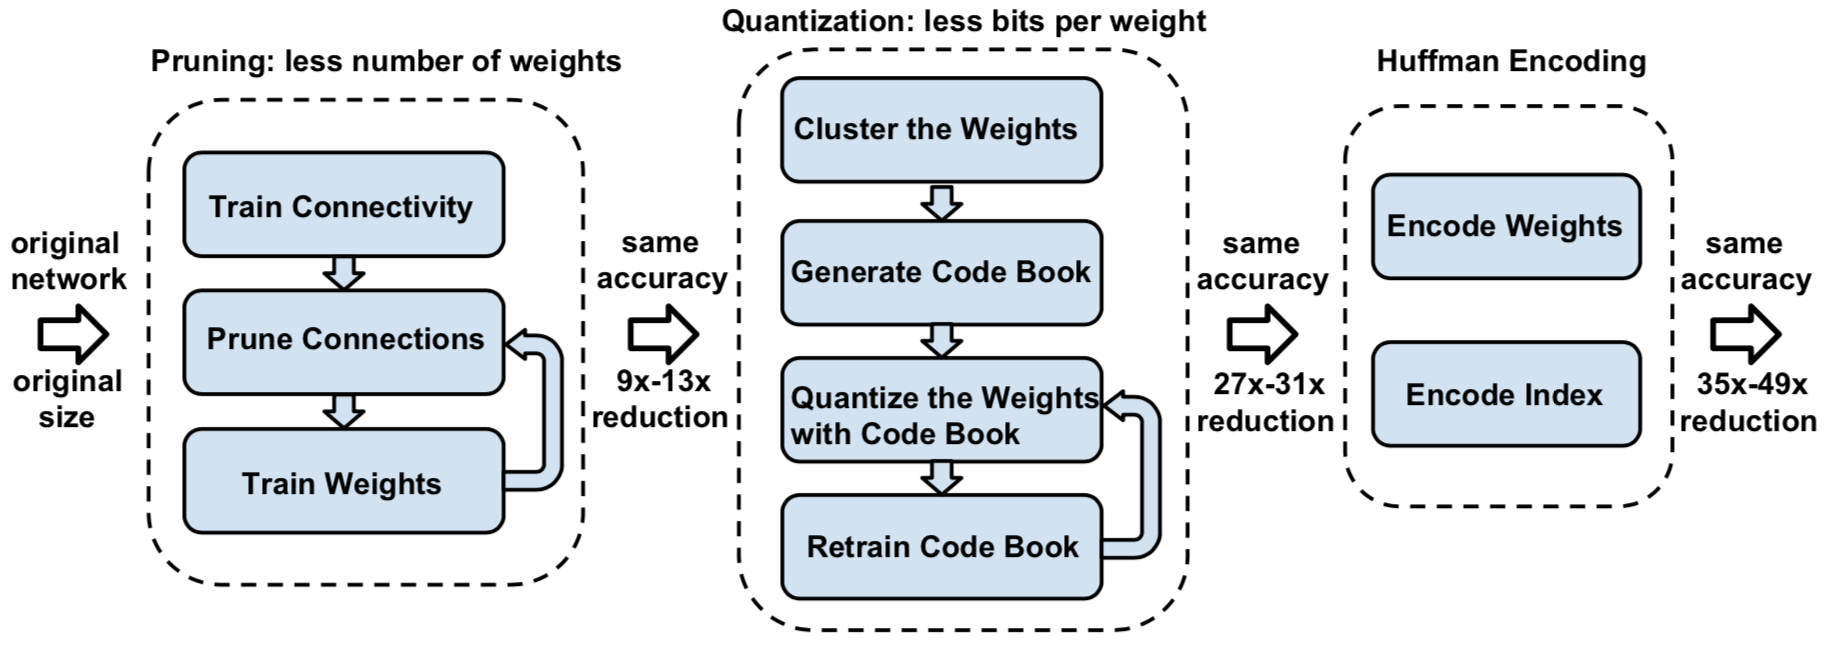 Pruning: less number of weights
Train Connectivity
Prune Connections
Train Weights
original
network
original
size
same
accuracy
9x-13x
reduction
Quantization: less bits per weight
Cluster the Weights
Generate Code Book
Quantize the Weights
with Code Book
Retrain Code Book
same
accuracy
27x-31x
reduction
Huffman Encoding
Encode Weights
Encode Index
same
accuracy
35x-49x
reduction